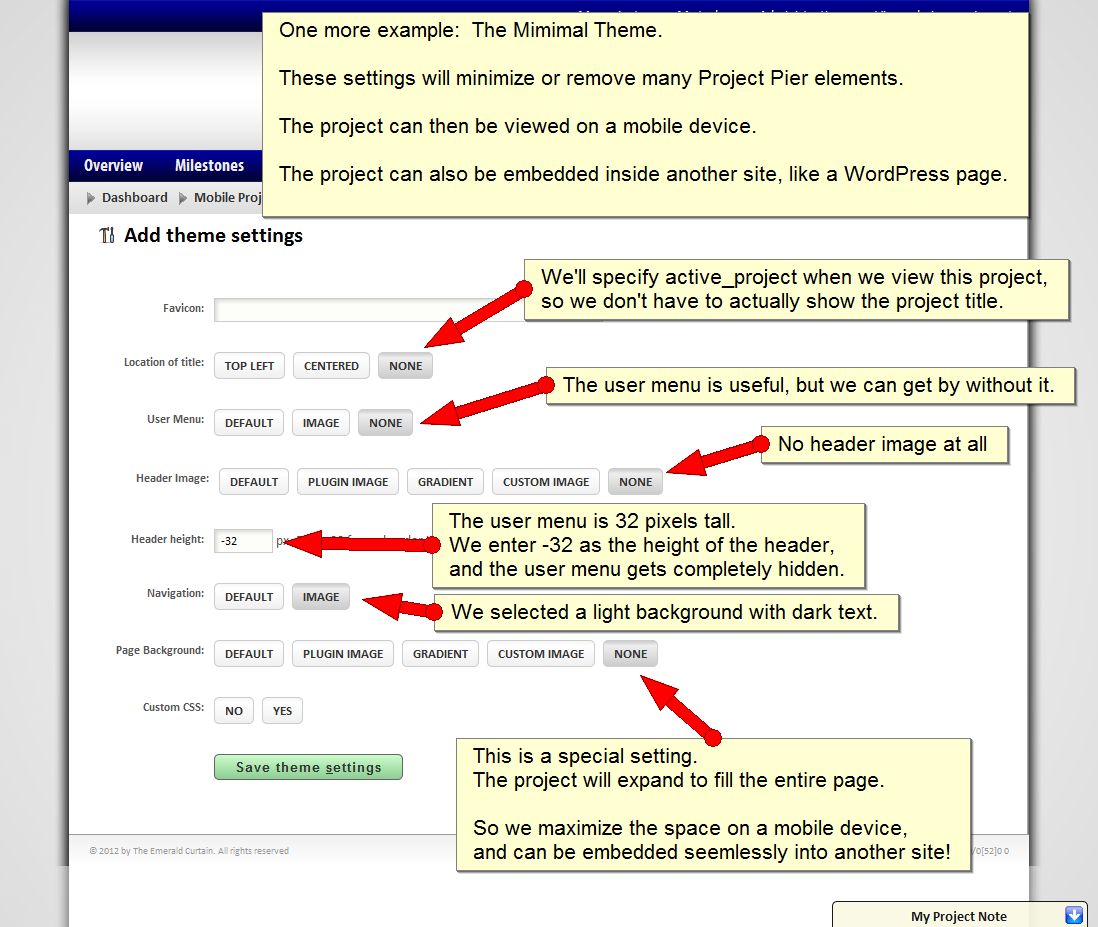 One more example:  The Mimimal Theme.
These settings will minimize or remove many Project Pier elements.
The project can then be viewed on a mobile device.
The project can also be embedded inside another site, like a WordPress page.
Overview Milestones
Dashboard Mobile Proj
Add theme settings
We'll specify active_project when we view this project,
so we don't have to actually show the project title.
Favicon:
Location of title: TOP LEFT CENTERED NONE
The user menu is useful, but we can get by without it.
User Menu: DEFAULT IMAGE NONE
No header image at all
Header Image: DEFAULT PLUGIN IMAGE GRADIENT CUSTOM IMAGE NONE
The user menu is 32 pixels tall.
We enter -32 as the height of the header,
and the user menu gets completely hidden.
Header height: -32
Navigation: DEFAULT IMAGE
We selected a light background with dark text.
Page Background: DEFAULT PLUGIN IMAGE GRADIENT CUSTOM IMAGE NONE
Custom CSS: NO YES
This is a special setting.
The project will expand to fill the entire page.
So we maximize the space on a mobile device,
and can be embedded seemlessly into another site!
Save theme settings
© 2012 by The Emerald Curtain. All rights reserved
/0[52]0 0
My Project Note